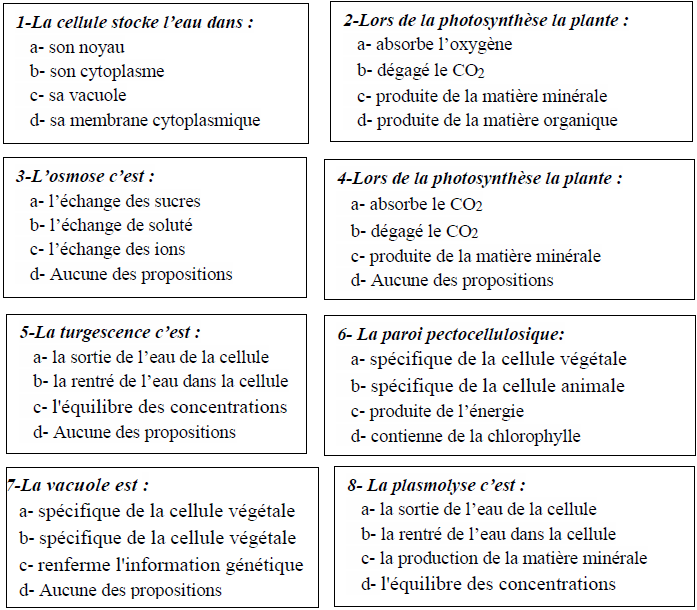 1-La cellule stocke l’eau dans :
a- son noyau
b- son cytoplasme
c- sa vacuole
d- sa membrane cytoplasmique
2-Lors de la photosynthèse la plante :
a- absorbe l’oxygène
b- dégagé le CO2
c- produite de la matière minérale
d- produite de la matière organique
3-L’osmose c’est :
a- l’échange des sucres
b- l’échange de soluté
c- l’échange des ions
d- Aucune des propositions
4-Lors de la photosynthèse la plante :
a- absorbe le CO2
b- dégagé le CO2
c- produite de la matière minérale
d- Aucune des propositions
5-La turgescence c’est :
a- la sortie de l’eau de la cellule
b- la rentré de l’eau dans la cellule
c- l'équilibre des concentrations
d- Aucune des propositions
6- La paroi pectocellulosique:
a- spécifique de la cellule végétale
b- spécifique de la cellule animale
c- produite de l’énergie
d- contienne de la chlorophylle
7-La vacuole est :
a- spécifique de la cellule végétale
b- spécifique de la cellule végétale
c- renferme l'information génétique
d- Aucune des propositions
8- La plasmolyse c’est :
a- la sortie de l’eau de la cellule
b- la rentré de l’eau dans la cellule
c- la production de la matière minérale
d- l'équilibre des concentrations